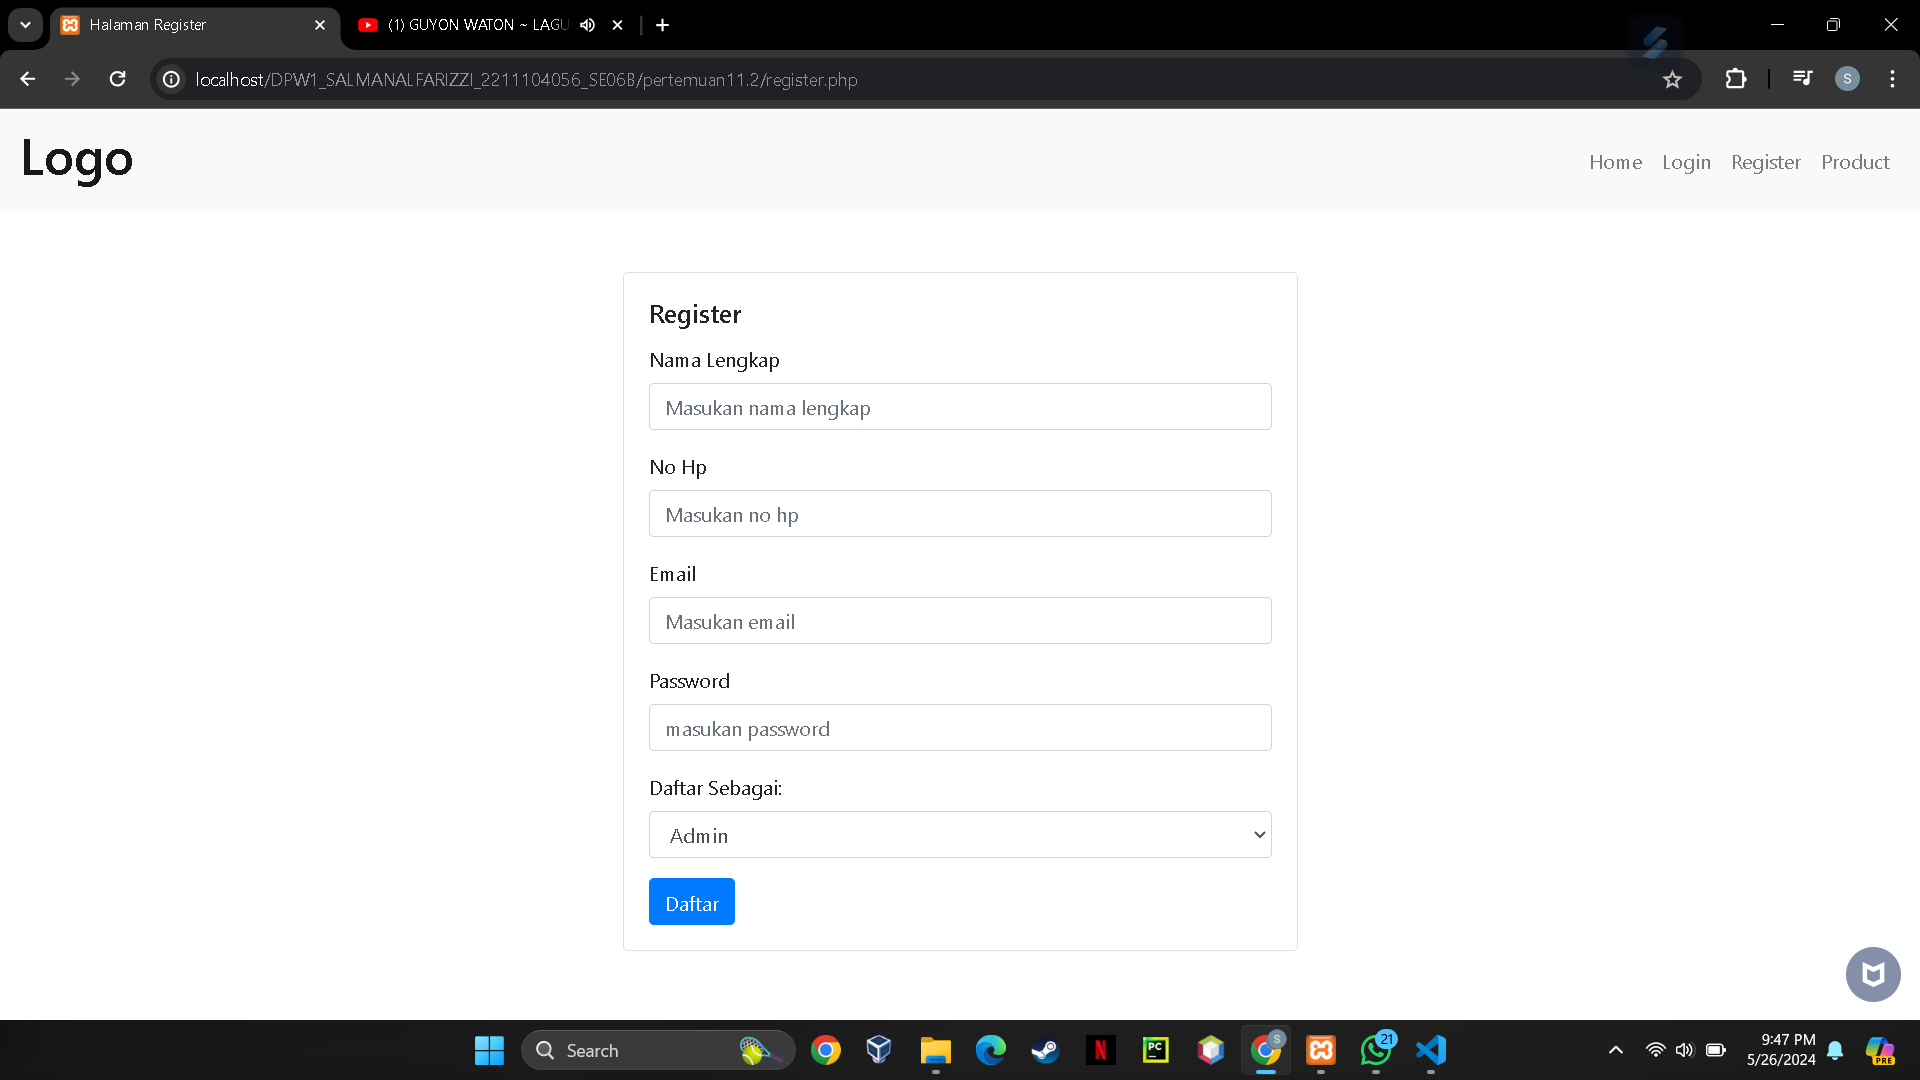 Halaman Register
(1) GUYON WATON ~ LAGU
localhost/DPW1_SALMANALFARIZZI_2211104056_SE06B/pertemuan11.2/register.php
S
Logo
Home Login Register Product
Register
Nama Lengkap
Masukan nama lengkap
No Hp
Masukan no hp
Email
Masukan email
Password
masukan password
Daftar Sebagai:
Admin
Daftar
Search
N
PC
S
21
9:47 PM
5/26/2024
PRE